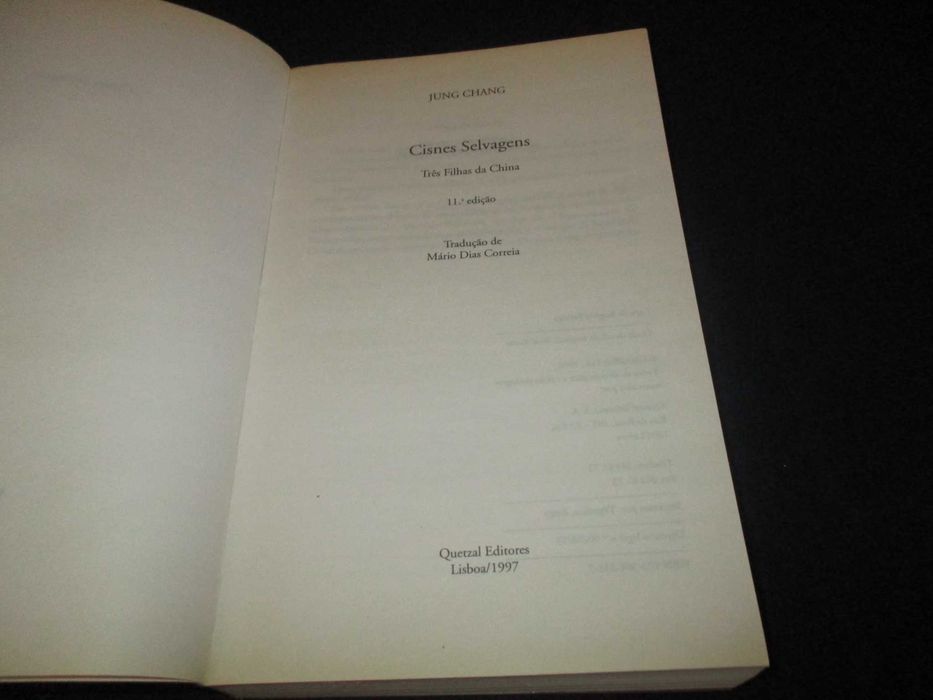 JUNG CHANG
Cisnes Selvagens
Três Filhas da China
11.ª edição
Tradução de
Mário Dias Correia
Quetzal Editores
Lisboa/1997